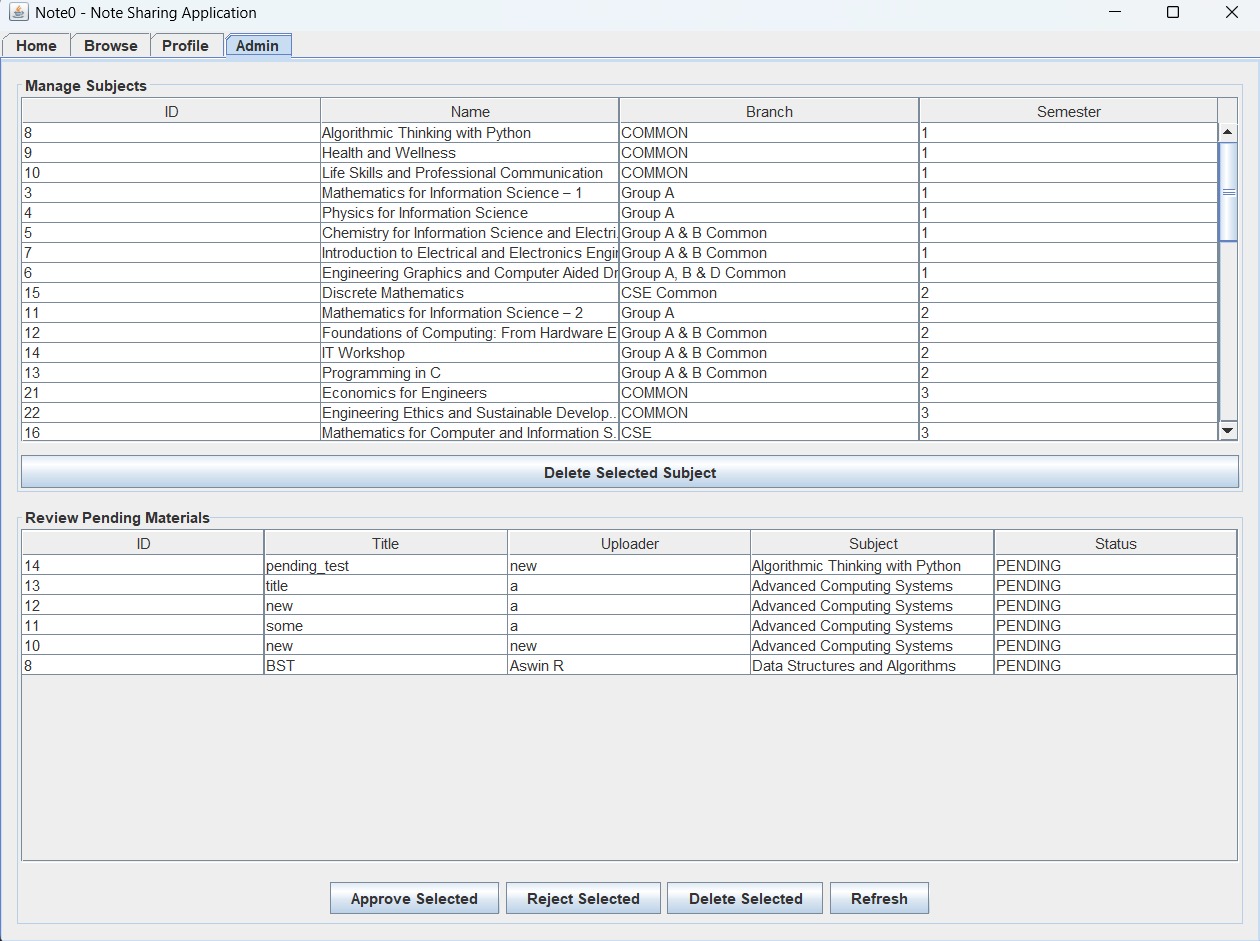 Note0 - Note Sharing Application
Home Browse Profile Admin
Manage Subjects
ID Name Branch Semester
8 Algorithmic Thinking with Python COMMON 1
9 Health and Wellness COMMON 1
10 Life Skills and Professional Communication COMMON 1
3 Mathematics for Information Science – 1 Group A 1
4 Physics for Information Science Group A 1
5 Chemistry for Information Science and Electri Group A & B Common 1
7 Introduction to Electrical and Electronics Engi Group A & B Common 1
6 Engineering Graphics and Computer Aided Dr Group A, B & D Common 1
15 Discrete Mathematics CSE Common 2
11 Mathematics for Information Science – 2 Group A 2
12 Foundations of Computing: From Hardware E Group A & B Common 2
14 IT Workshop Group A & B Common 2
13 Programming in C Group A & B Common 2
21 Economics for Engineers COMMON 3
22 Engineering Ethics and Sustainable Develop.. COMMON 3
16 Mathematics for Computer and Information S. CSE 3
Delete Selected Subject
Review Pending Materials
ID Title Uploader Subject Status
14 pending_test new Algorithmic Thinking with Python PENDING
13 title a Advanced Computing Systems PENDING
12 new a Advanced Computing Systems PENDING
11 some a Advanced Computing Systems PENDING
10 new new Advanced Computing Systems PENDING
8 BST Aswin R Data Structures and Algorithms PENDING
Approve Selected Reject Selected Delete Selected Refresh